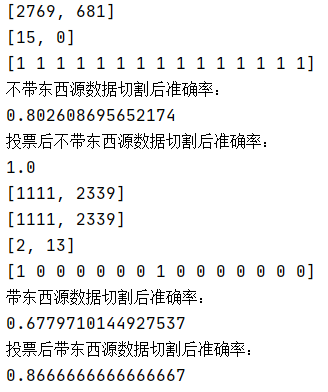 [2769, 681]
[15, 0]
[1 1 1 1 1 1 1 1 1 1 1 1 1 1 1]
不带东西源数据切割后准确率:
0.802608695652174
投票后不带东西源数据切割后准确率:
1.0
[1111, 2339]
[1111, 2339]
[2, 13]
[1 0 0 0 0 0 0 1 0 0 0 0 0 0 0]
带东西源数据切割后准确率:
0.6779710144927537
投票后带东西源数据切割后准确率:
0.8666666666666667